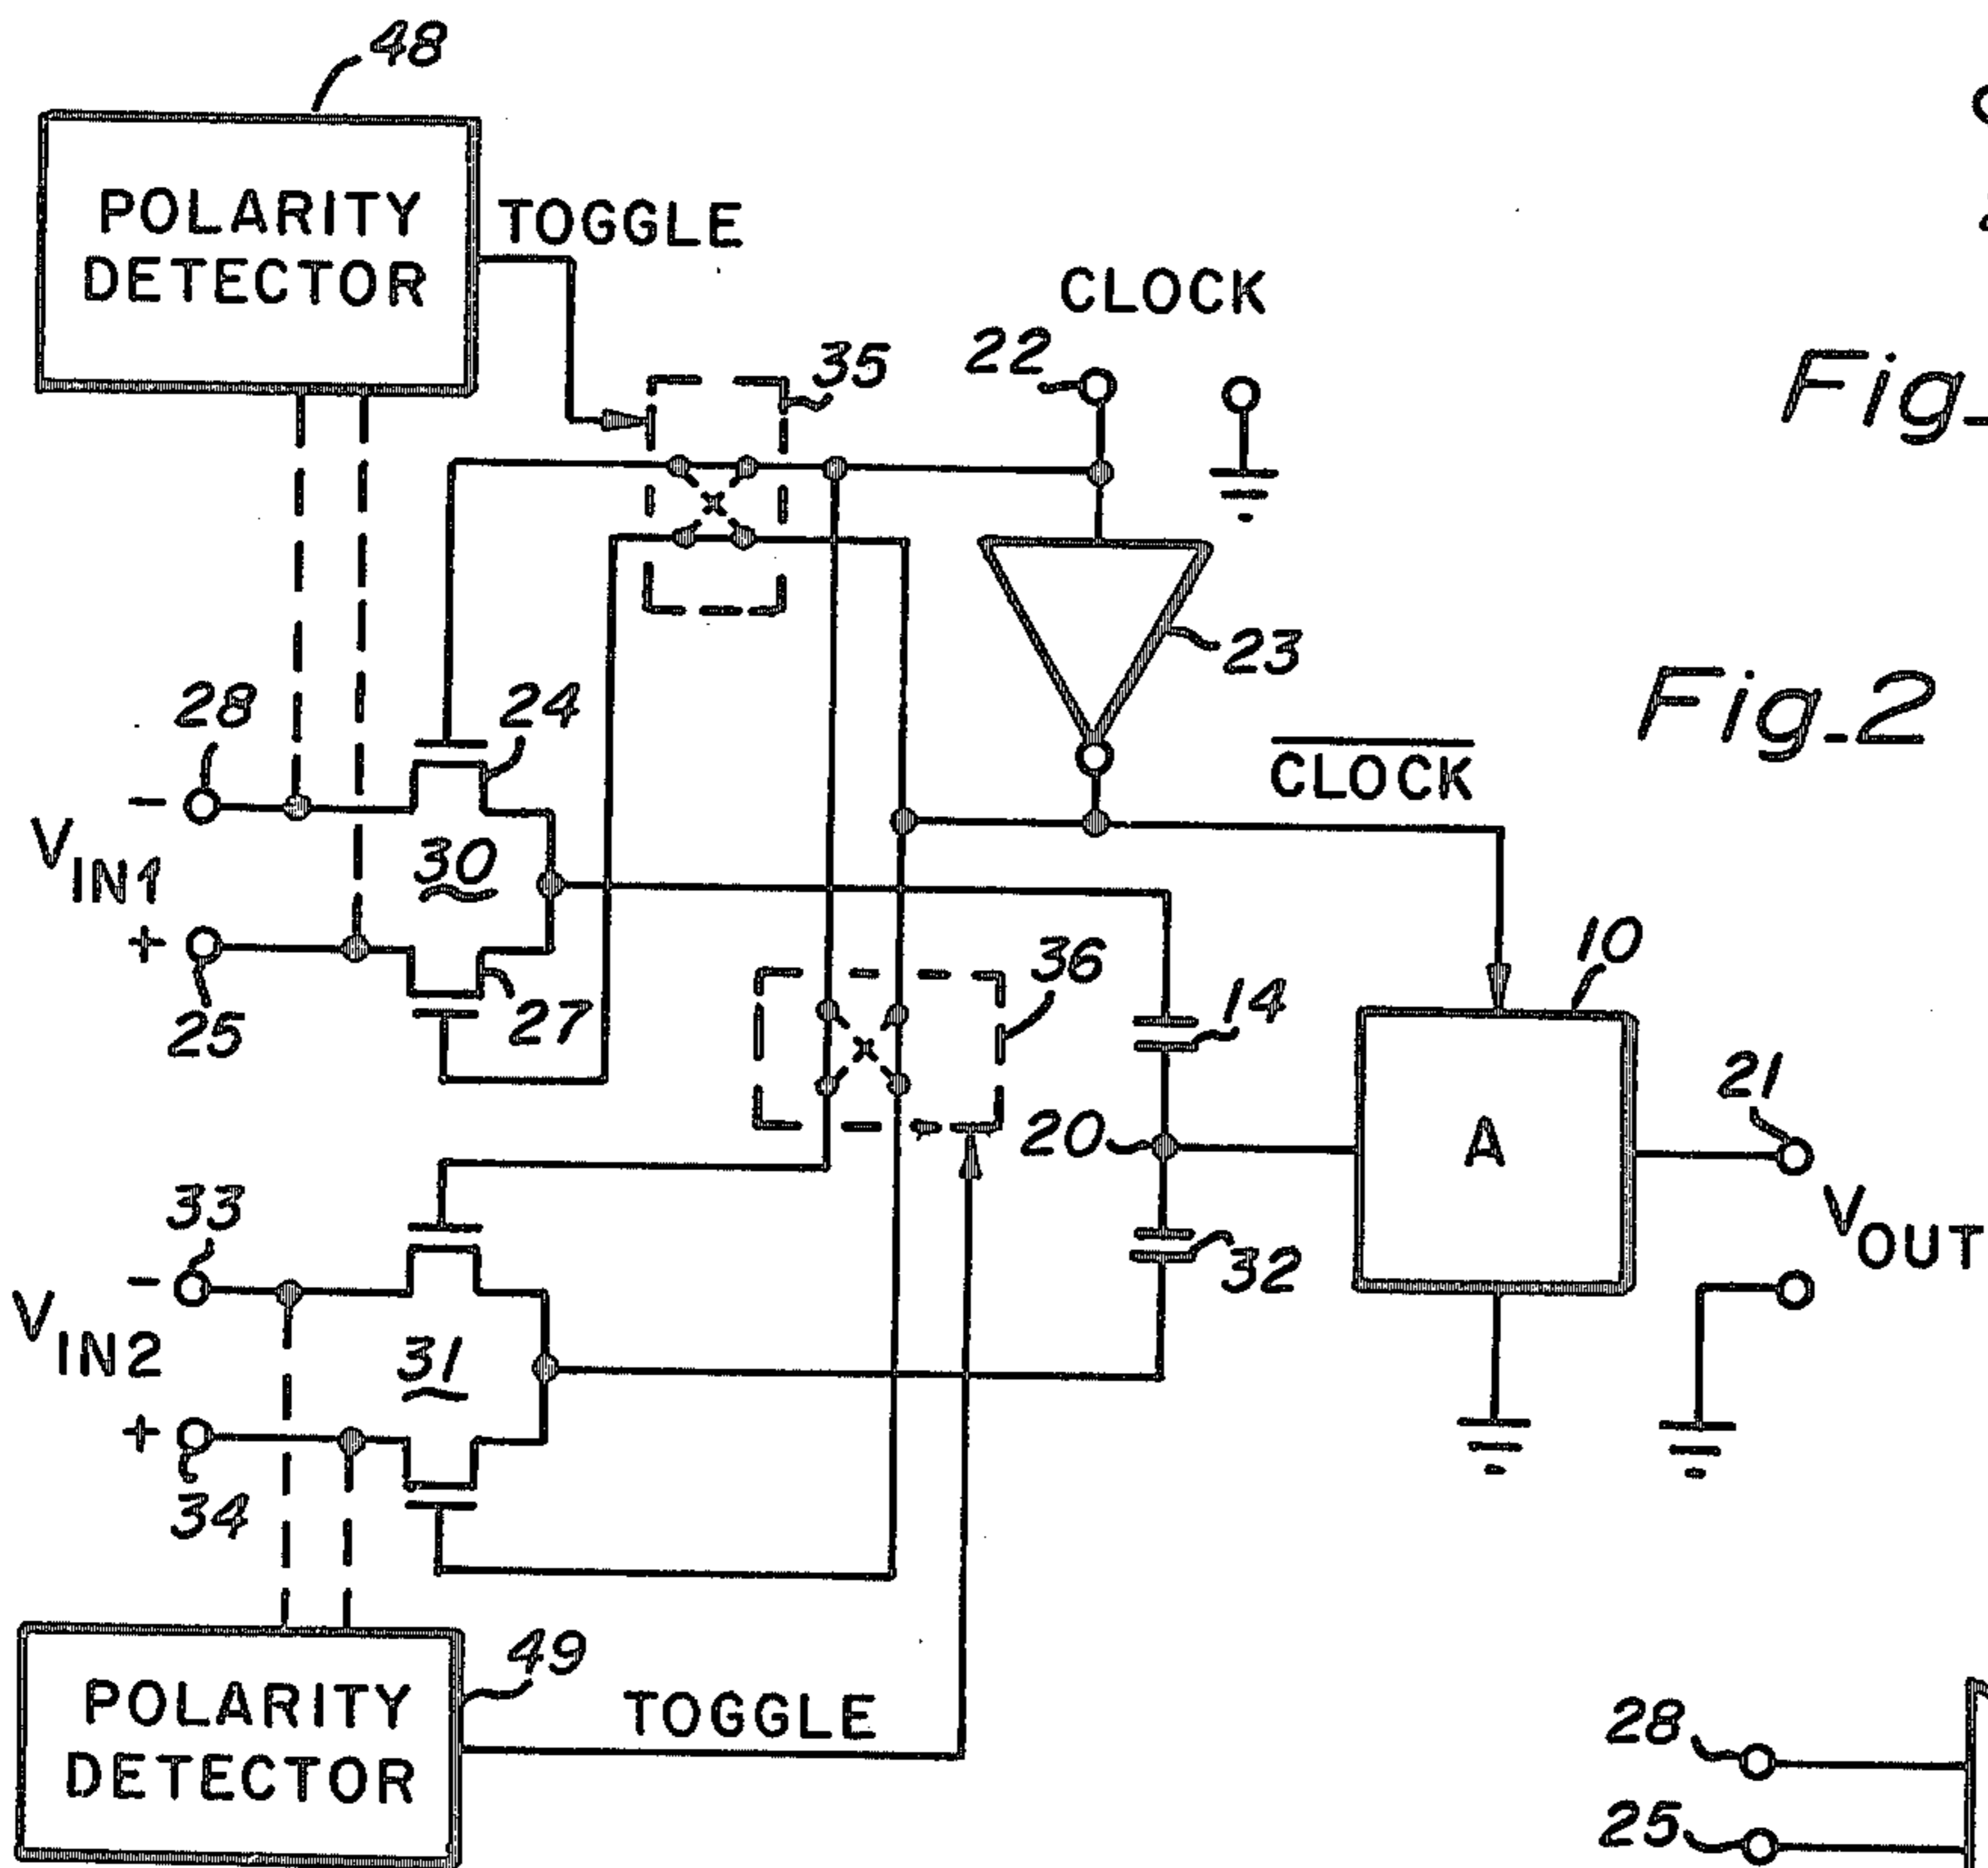 48
POLARITY
DETECTOR
TOGGLE
CLOCK
35
22
Fig_
23
Fig_2
28
24
CLOCK
-
V IN1
30
+
25
27
36
10
14
20
A
21
33
-
V OUT
32
V IN2
31
+
34
49
POLARITY
DETECTOR
TOGGLE
28
25